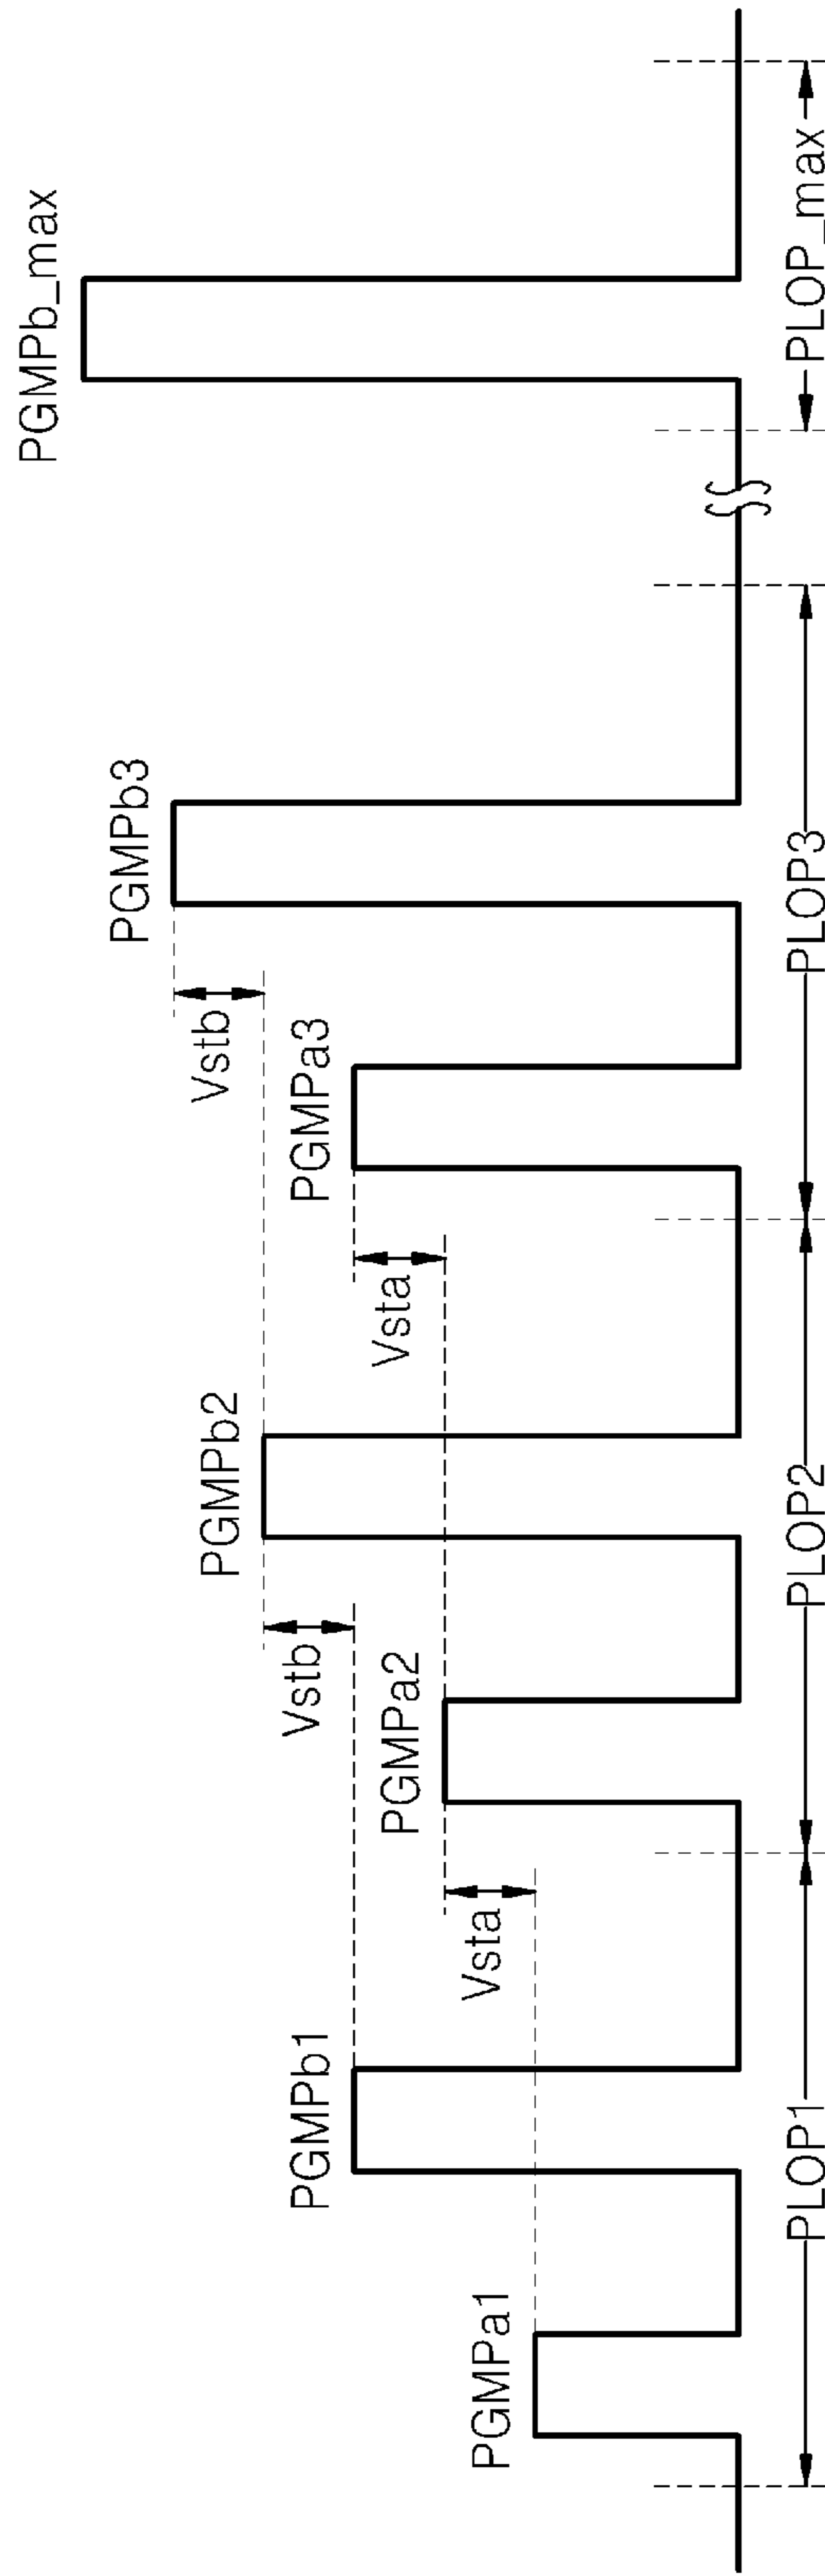 PGMPb_max
PGMPb3
Vstb
PGMPb2
Vstb
PGMPa3
Vsta
PGMPb1
PGMPa2
Vsta
PGMPa1
PLOP1
PLOP2
PLOP3
PLOP_max